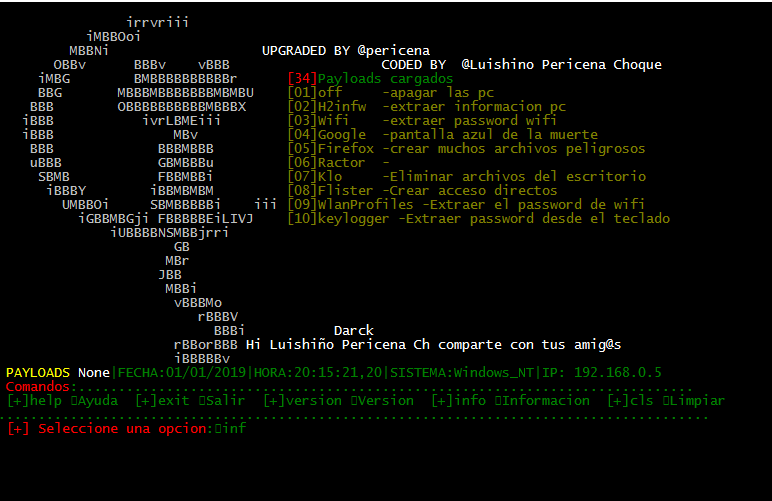 irrvriii
iMBBOoi
MBBNi UPGRADED BY @pericena
OBBv BBBv vBBB CODED BY @Luishino Pericena Choque
iMBG BMBBBBBBBBBr [34]Payloads cargados
BBG MBBBMBBBBBBBMBMBU [01]off -apagar las pc
BBB OBBBBBBBBBBMBBBX [02]H2infw -extraer informacion pc
iBBB ivrLBMEiii [03]Wifi -extraer password wifi
iBBB MBv [04]Google -pantalla azul de la muerte
BBB BBBMBBB [05]Firefox -crear muchos archivos peligrosos
uBBB GBMBBBu [06]Ractor -
SBMB FBBMBBi [07]Klo -Eliminar archivos del escritorio
iBBBY iBBMBMBM [08]Flister -Crear acceso directos
UMBBOi SBMBBBBBi iii [09]WlanProfiles -Extraer el password de wifi
iGBBMBGji FBBBBBEiLIVJ [10]keylogger -Extraer password desde el teclado
iUBBBBNSMBBjrri
GB
MBr
JBB
MBBi
vBBBMo
rBBBV
BBBi Darck
rBBorBBB Hi Luishiño Pericena Ch comparte con tus amig@s
iBBBBBv
PAYLOADS None|FECHA:01/01/2019|HORA:20:15:21,20|SISTEMA:Windows_NT|IP: 192.168.0.5
Comandos:.........................................................................
[+]help Ayuda [+]exit Salir [+]version Version [+]info Informacion [+]cls Limpiar
...................................................................................
[+] Seleccione una opcion:inf